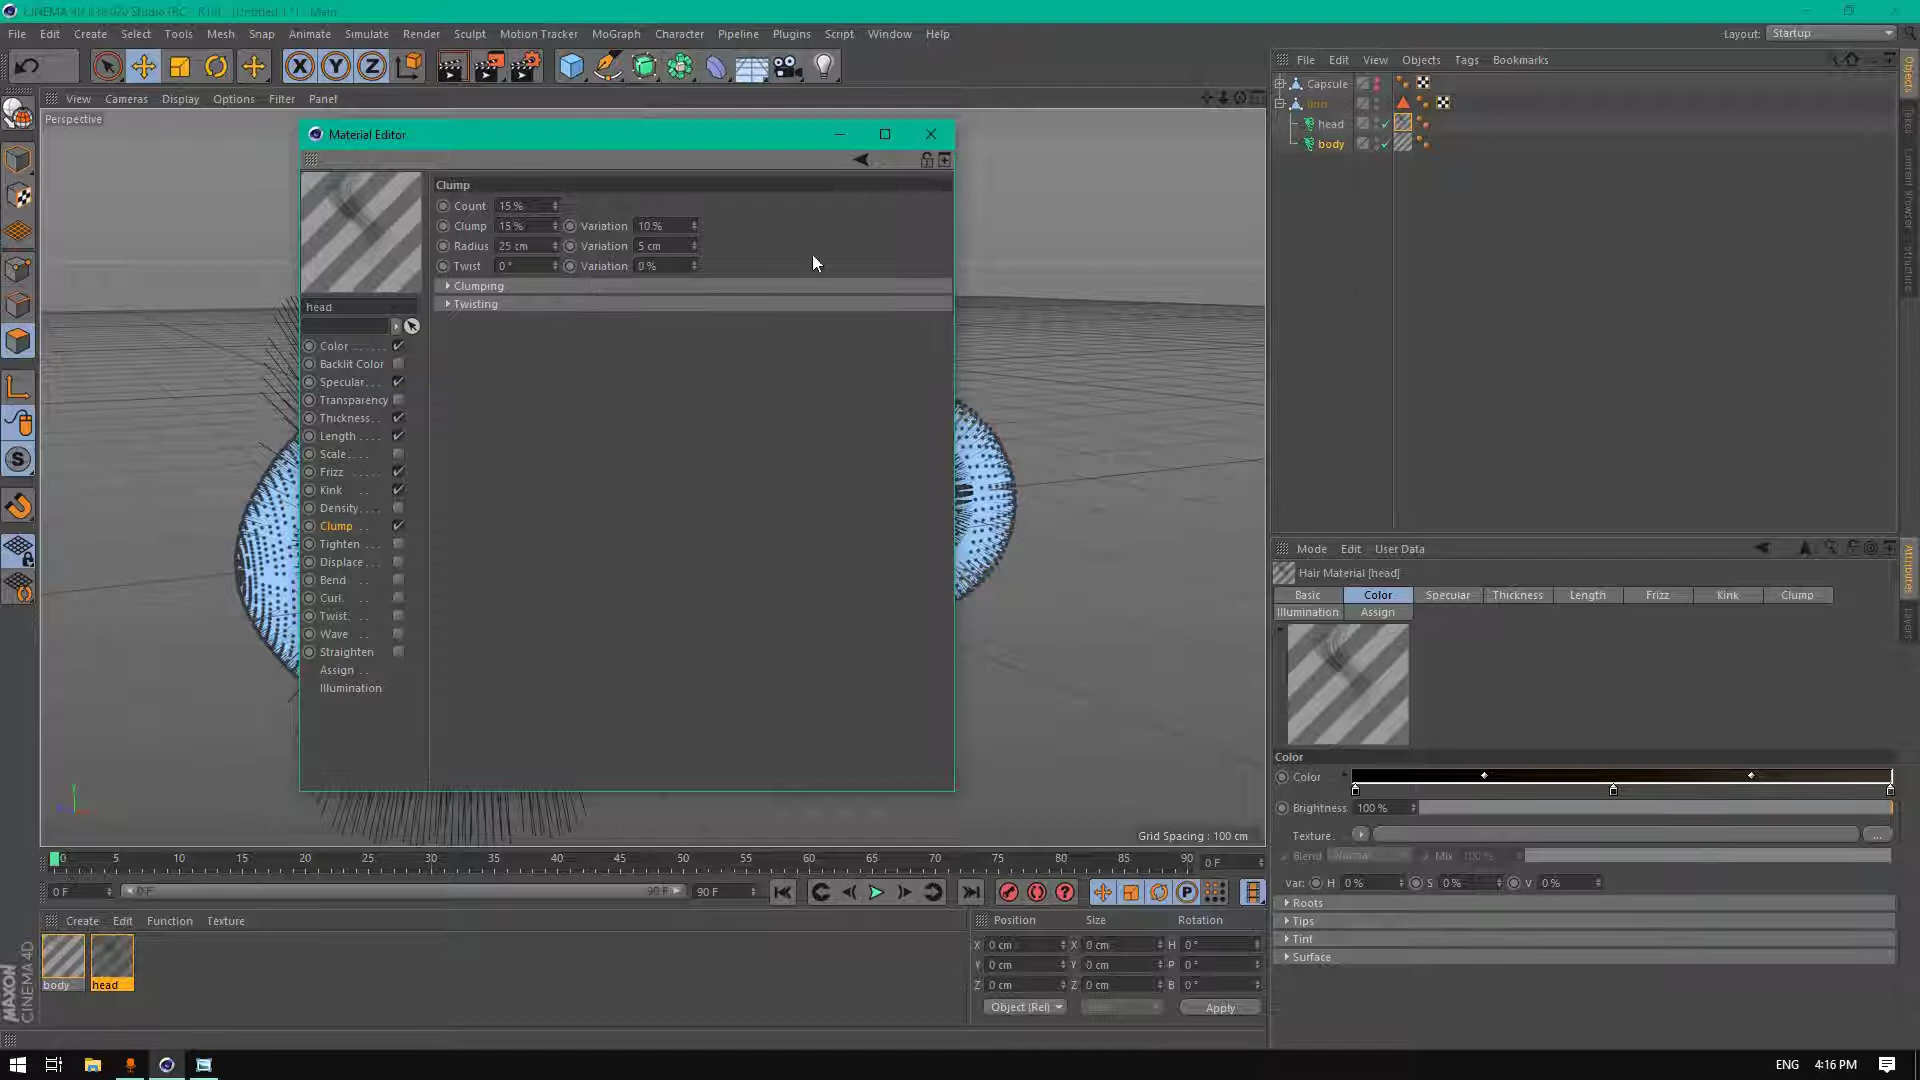 File Edit Create Select Tools Mesh Snap Animate Simulate Render Sculpt Motion Tracker MoGraph Character Pipeline Plugins Script Window Help
Layout: Startup
View Cameras Display Options Filter Panel
Perspective
Material Editor
Clump
Count 15 %
Clump 15 % Variation 10 %
Radius 25 cm Variation 5 cm
Twist 0 ° Variation 0 %
Clumping
Twisting
head
Color
Backlit Color
Specular...
Transparency
Thickness..
Length ....
Scale...
Frizz
Kink
Density....
Clump
Tighten ...
Displace ...
Bend
Curl
Twist
Wave
Straighten
Assign
Illumination
Grid Spacing : 100 cm
File Edit View Objects Tags Bookmarks
Capsule
head
body
Objects
Takes
Structure
Mode Edit User Data
Hair Material [head]
Basic Color Specular Thickness Length Frizz Kink Clump
Illumination Assign
Color
Color
Brightness 100 %
Texture ...
Blend Normal Mix 100 %
Var: H 0 % S 0 % V 0 %
Roots
Tips
Tint
Surface
Attributes
Layers
0 5 10 15 20 25 30 35 40 45 50 55 60 65 70 75 80 85 90 0 F
0 F 0 F 90 F 90 F
Create Edit Function Texture
body head
Position Size Rotation
X 0 cm X 0 cm H 0 °
Y 0 cm Y 0 cm P 0 °
Z 0 cm Z 0 cm B 0 °
Object (Rel) Apply
MAXON CINEMA 4D
ENG 4:16 PM